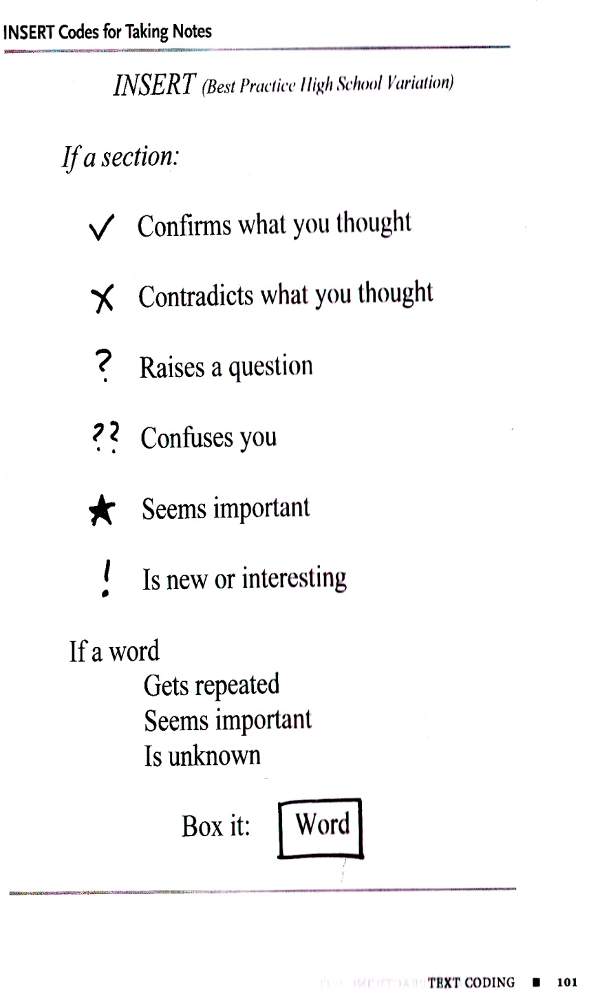 INSERT Codes for Taking Notes
INSERT (Best Practice High School Variation)
If a section:
✓ Confirms what you thought
X Contradicts what you thought
? Raises a question
?? Confuses you
★ Seems important
! Is new or interesting
If a word
Gets repeated
Seems important
Is unknown
Box it: Word
TEXT CODING ■ 101